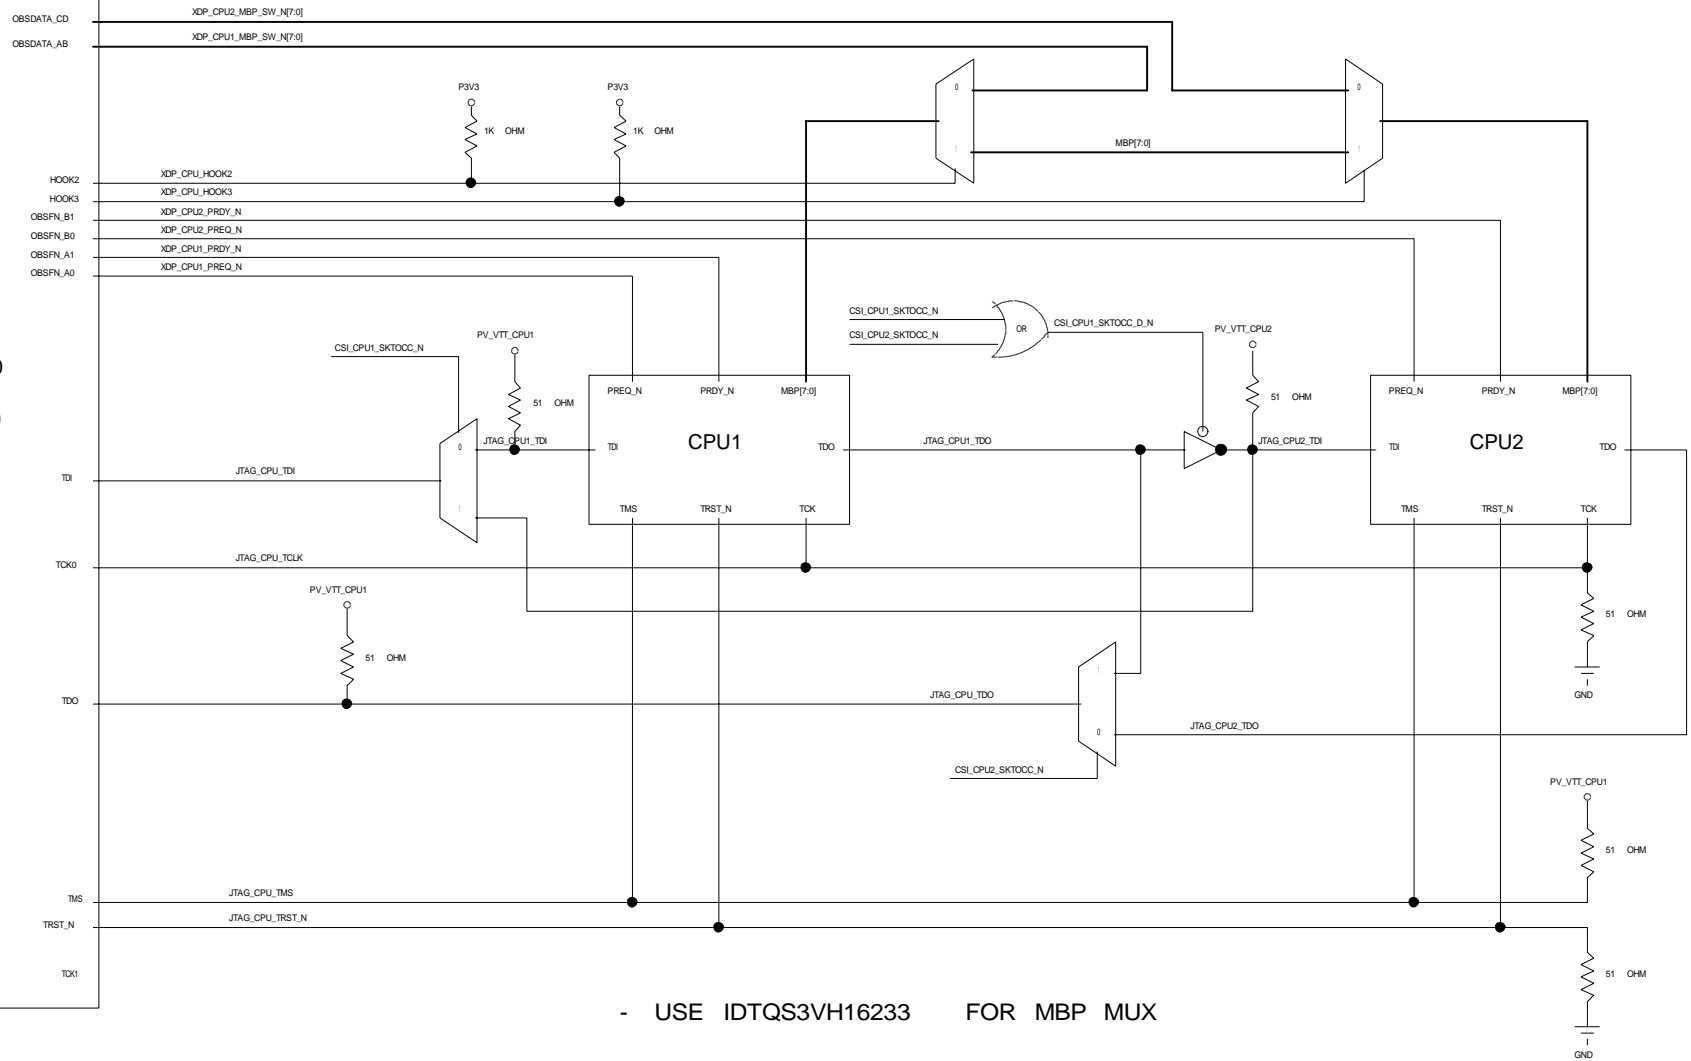 OBSDATA_CD XDP_CPU2_MBP_SW_N[7:0]
OBSDATA_AB XDP_CPU1_MBP_SW_N[7:0]
P3V3 P3V3
0 0
1K OHM 1K OHM
MBP[7:0]
1 1
HOOK2 XDP_CPU_HOOK2
HOOK3 XDP_CPU_HOOK3
OBSFN_B1 XDP_CPU2_PRDY_N
OBSFN_B0 XDP_CPU2_PREQ_N
OBSFN_A1 XDP_CPU1_PRDY_N
OBSFN_A0 XDP_CPU1_PREQ_N
CSI_CPU1_SKTOCC_N
OR CSI_CPU1_SKTOCC_D_N
CSI_CPU2_SKTOCC_N
PV_VTT_CPU1 PV_VTT_CPU2
CSI_CPU1_SKTOCC_N
PREQ_N PRDY_N MBP[7:0] PREQ_N PRDY_N MBP[7:0]
51 OHM 51 OHM
0 JTAG_CPU1_TDI TDI CPU1 TDO JTAG_CPU1_TDO JTAG_CPU2_TDI TDI CPU2 TDO
TDI JTAG_CPU_TDI
1 TMS TRST_N TCK TMS TRST_N TCK
TCK0 JTAG_CPU_TCLK
PV_VTT_CPU1
51 OHM
51 OHM
1
GND
TDO JTAG_CPU_TDO
0 JTAG_CPU2_TDO
CSI_CPU2_SKTOCC_N
PV_VTT_CPU1
51 OHM
TMS JTAG_CPU_TMS
TRST_N JTAG_CPU_TRST_N
TCK1
51 OHM
- USE IDTQS3VH16233 FOR MBP MUX
GND